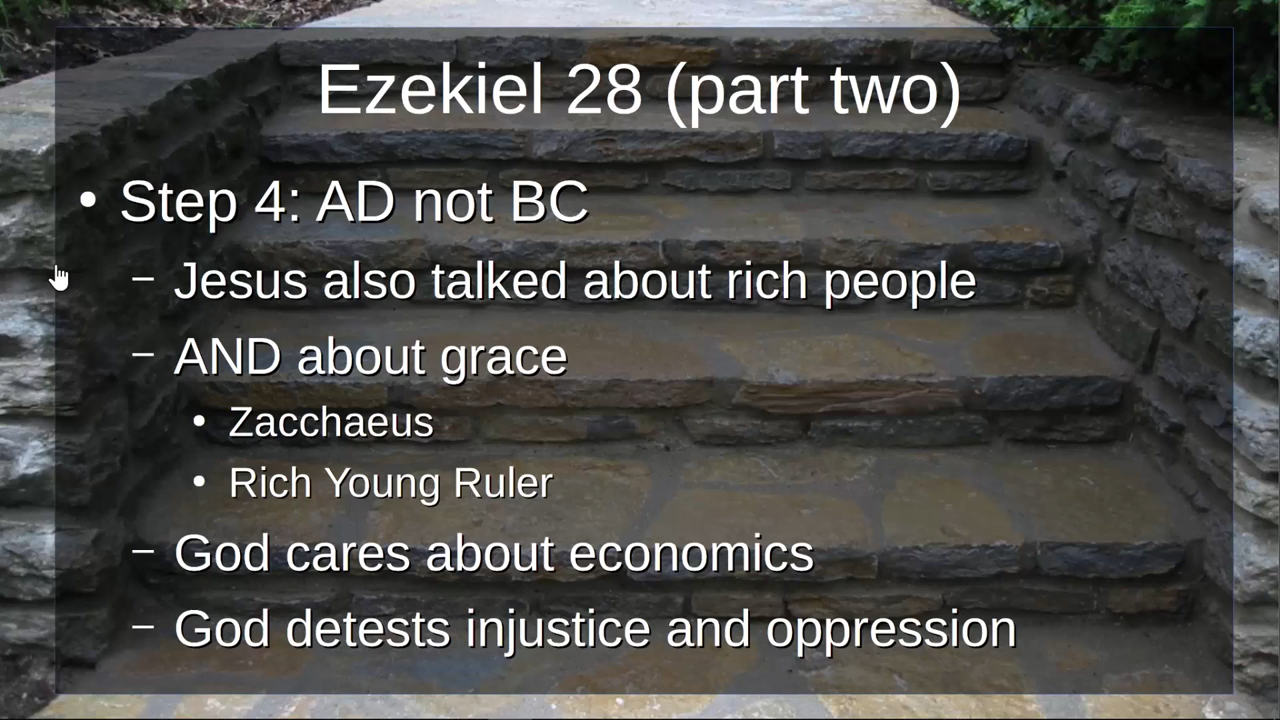 Ezekiel 28 (part two)
• Step 4: AD not BC
– Jesus also talked about rich people
– AND about grace
• Zacchaeus
• Rich Young Ruler
– God cares about economics
– God detests injustice and oppression